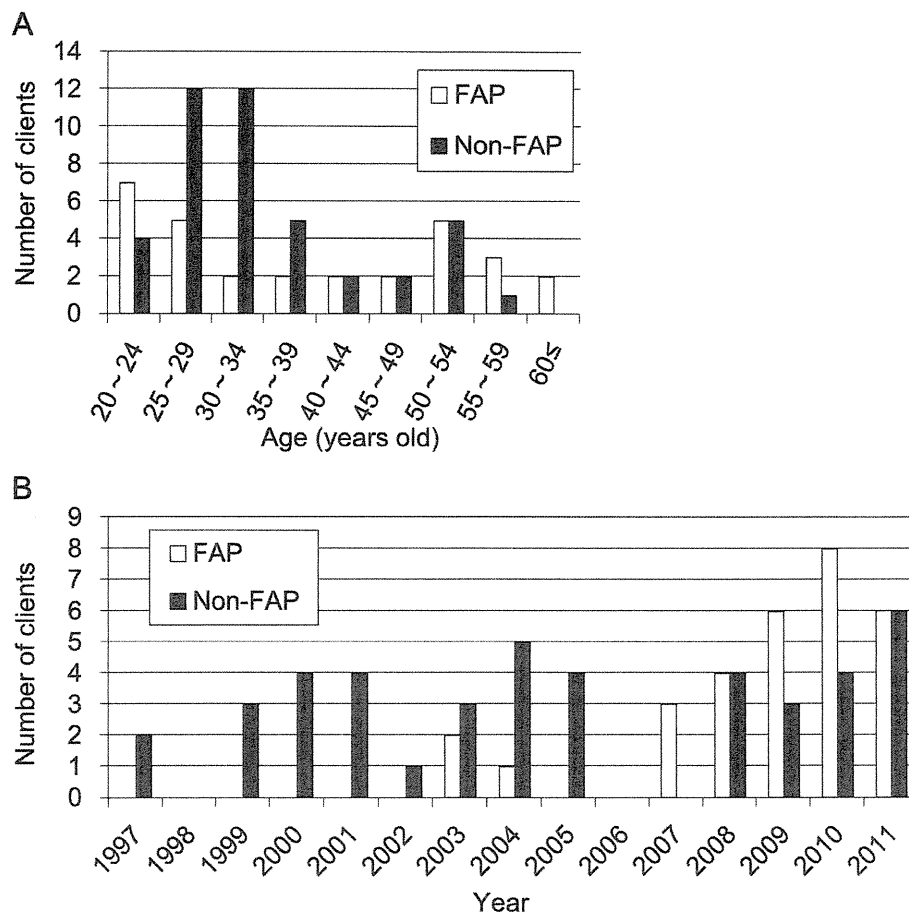 A
Number of clients
14
12
10
8
6
4
2
0
FAP
Non-FAP
20 ~ 24
25 ~ 29
30 ~ 34
35 ~ 39
40 ~ 44
45 ~ 49
50 ~ 54
55 ~ 59
60≤
Age (years old)
B
Number of clients
9
8
7
6
5
4
3
2
1
0
FAP
Non-FAP
1997
1998
1999
2000
2001
2002
2003
2004
2005
2006
2007
2008
2009
2010
2011
Year